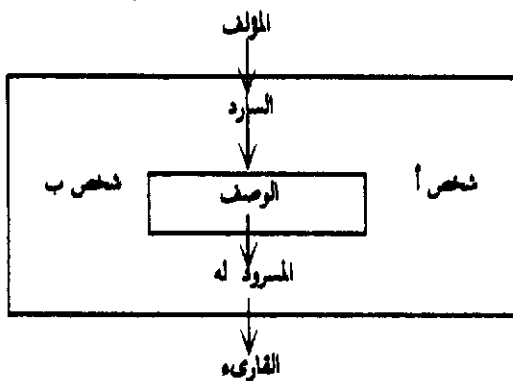 المؤلف
السارد
شخص أ
الوصف
شخص ب
المسرود له
القارىء